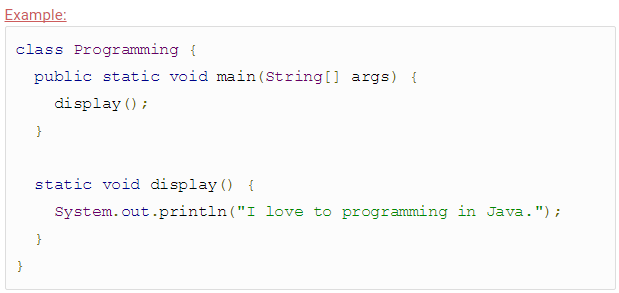 Example:
class Programming {
  public static void main(String[] args) {
    display();
  }

  static void display() {
    System.out.println("I love to programming in Java.");
  }
}